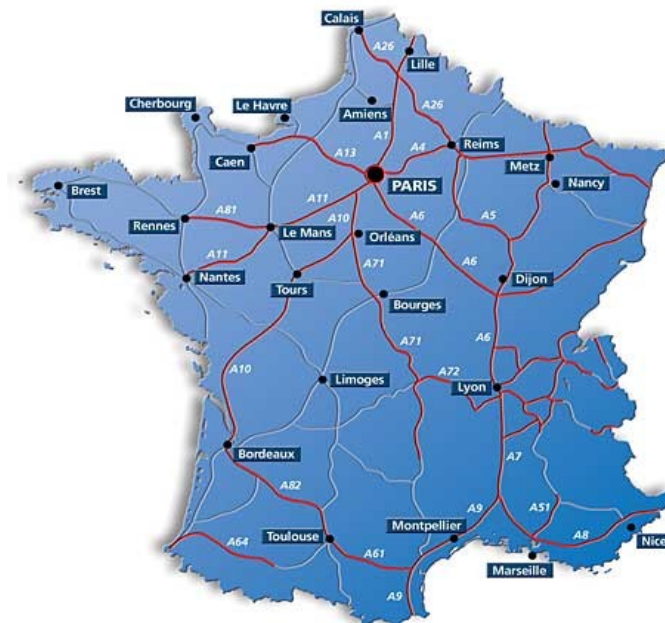 Calais
A26
Lille
Cherbourg
Le Havre
Amiens
A26
A1
Caen
A13
A4
Reims
Metz
PARIS
Nancy
Brest
A81
A11
A10
A6
A5
Rennes
Le Mans
Orléans
A11
A71
A6
Nantes
Tours
Dijon
Bourges
A6
A71
A10
A72
Limoges
Lyon
Bordeaux
A7
A82
A9
A51
Toulouse
Montpellier
A8
Nice
A64
A61
Marseille
A9